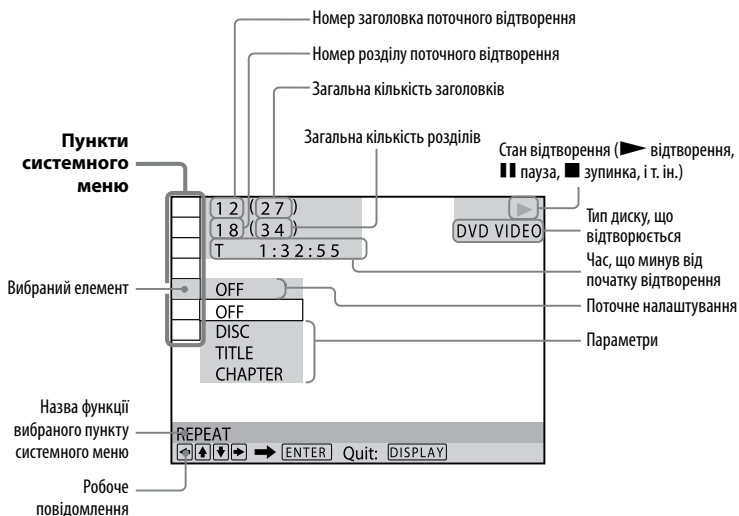 Номер заголовка поточного відтворення
Номер розділу поточного відтворення
Загальна кількість заголовків
Загальна кількість розділів
Пункти
системного
меню
Стан відтворення (▶ відтворення,
▮▮ пауза, ■ зупинка, і т. ін.)
12 (27)
18 (34)
T 1:32:55
▶
DVD VIDEO
Тип диску, що
відтворюється
Час, що минув від
початку відтворення
Вибраний елемент
OFF
Поточне налаштування
OFF
DISC
TITLE
CHAPTER
Параметри
Назва функції
вибраного пункту
системного меню
REPEAT
←↑↓→ ➡ ENTER Quit: DISPLAY
Робоче
повідомлення